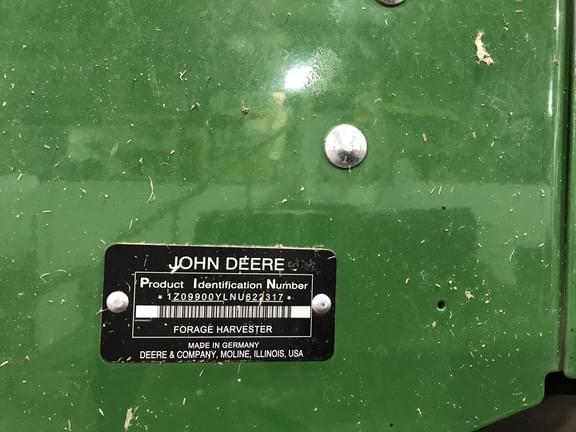 JOHN DEERE
Product Identification Number
*1Z09900YLNU622317*
FORAGE HARVESTER
MADE IN GERMANY
DEERE & COMPANY, MOLINE, ILLINOIS, USA